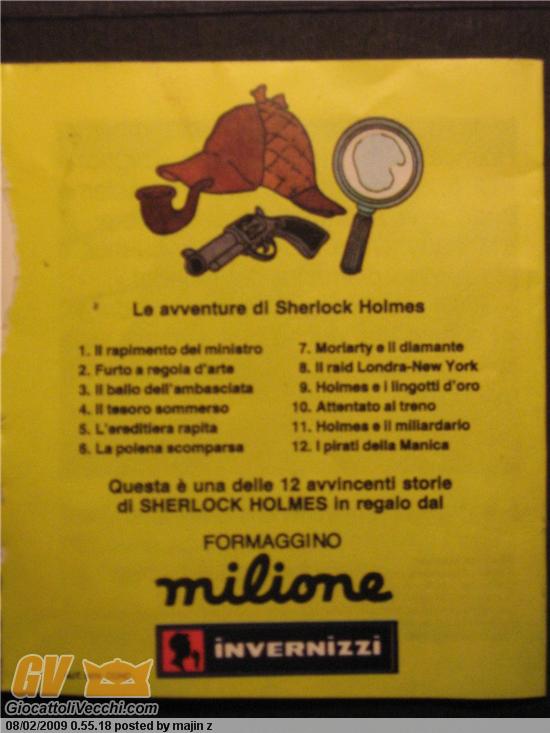 Le avventure di Sherlock Holmes
1. Il rapimento del ministro
2. Furto a regola d'arte
3. Il ballo dell'ambasciata
4. Il tesoro sommerso
5. L'ereditiera rapita
6. La polena scomparsa
7. Moriarty e il diamante
8. Il raid Londra-New York
9. Holmes e i lingotti d'oro
10. Attentato al treno
11. Holmes e il miliardario
12. I pirati della Manica
Questa è una delle 12 avvincenti storie
di SHERLOCK HOLMES in regalo dal
FORMAGGINO
milione
INVERNIZZI
GV
GiocattoliVecchi.com
08/02/2009 0.55.18 posted by majin z